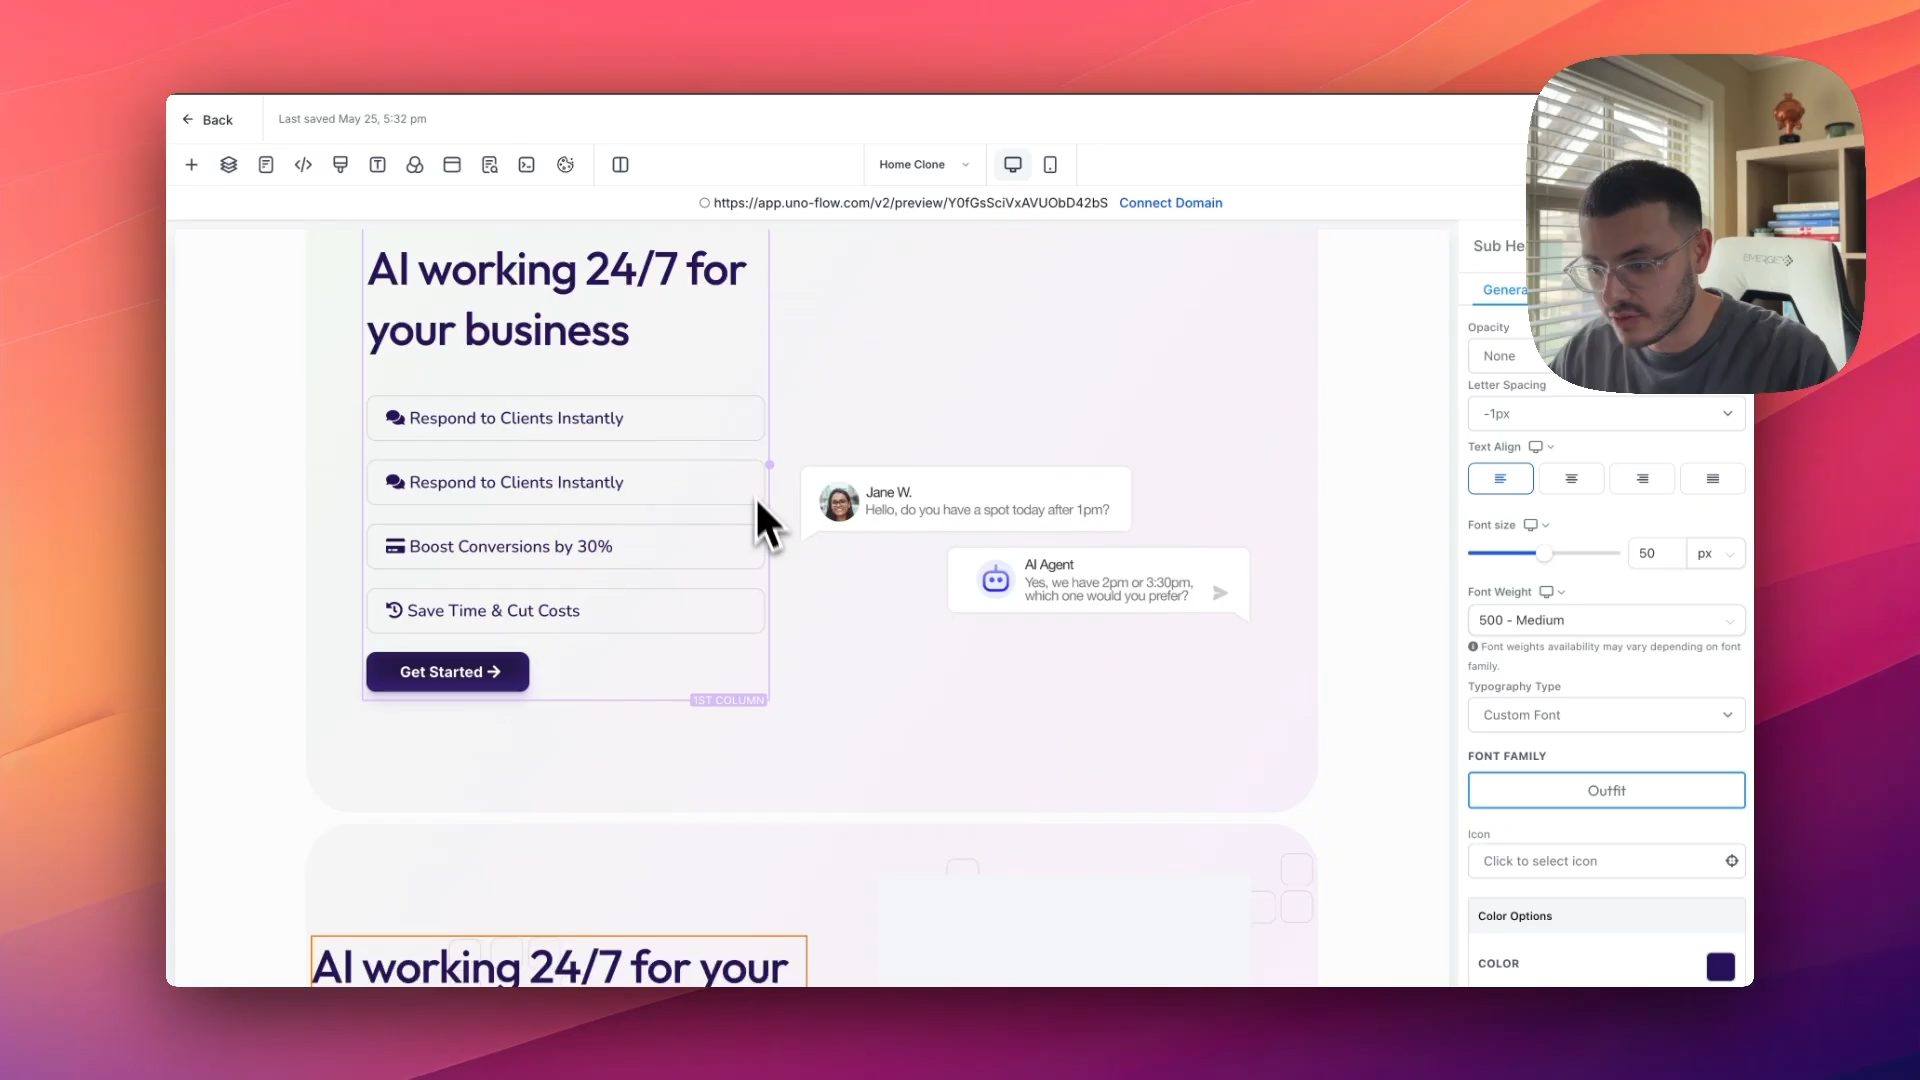 Back
Last saved May 25, 5:32 pm
Home Clone
https://app.uno-flow.com/v2/preview/Y0fGsSciVxAVUObD42bS Connect Domain
AI working 24/7 for
your business
Respond to Clients Instantly
Respond to Clients Instantly
Boost Conversions by 30%
Save Time & Cut Costs
Get Started
1ST COLUMN
Jane W.
Hello, do you have a spot today after 1pm?
AI Agent
Yes, we have 2pm or 3:30pm,
which one would you prefer?
AI working 24/7 for your
Sub He
Genera
Opacity
None
Letter Spacing
-1px
Text Align
Font size
50 px
Font Weight
500 - Medium
Font weights availability may vary depending on font
family.
Typography Type
Custom Font
FONT FAMILY
Outfit
Icon
Click to select icon
Color Options
COLOR
EMERGE